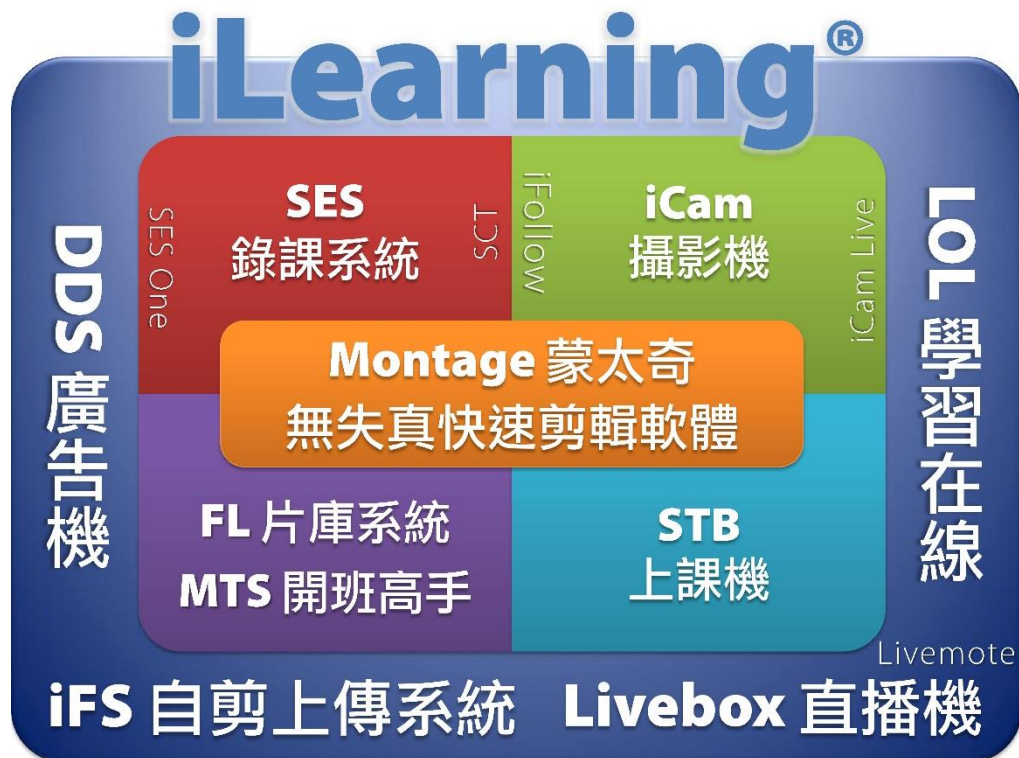 iLearning®
DDS 廣告機
SES One
SES
錄課系統
SCT
iFollow
iCam
攝影機
iCam Live
LOL 學習在線
Montage 蒙太奇
無失真快速剪輯軟體
FL 片庫系統
MTS 開班高手
STB
上課機
Livemote
iFS 自剪上傳系統
Livebox 直播機